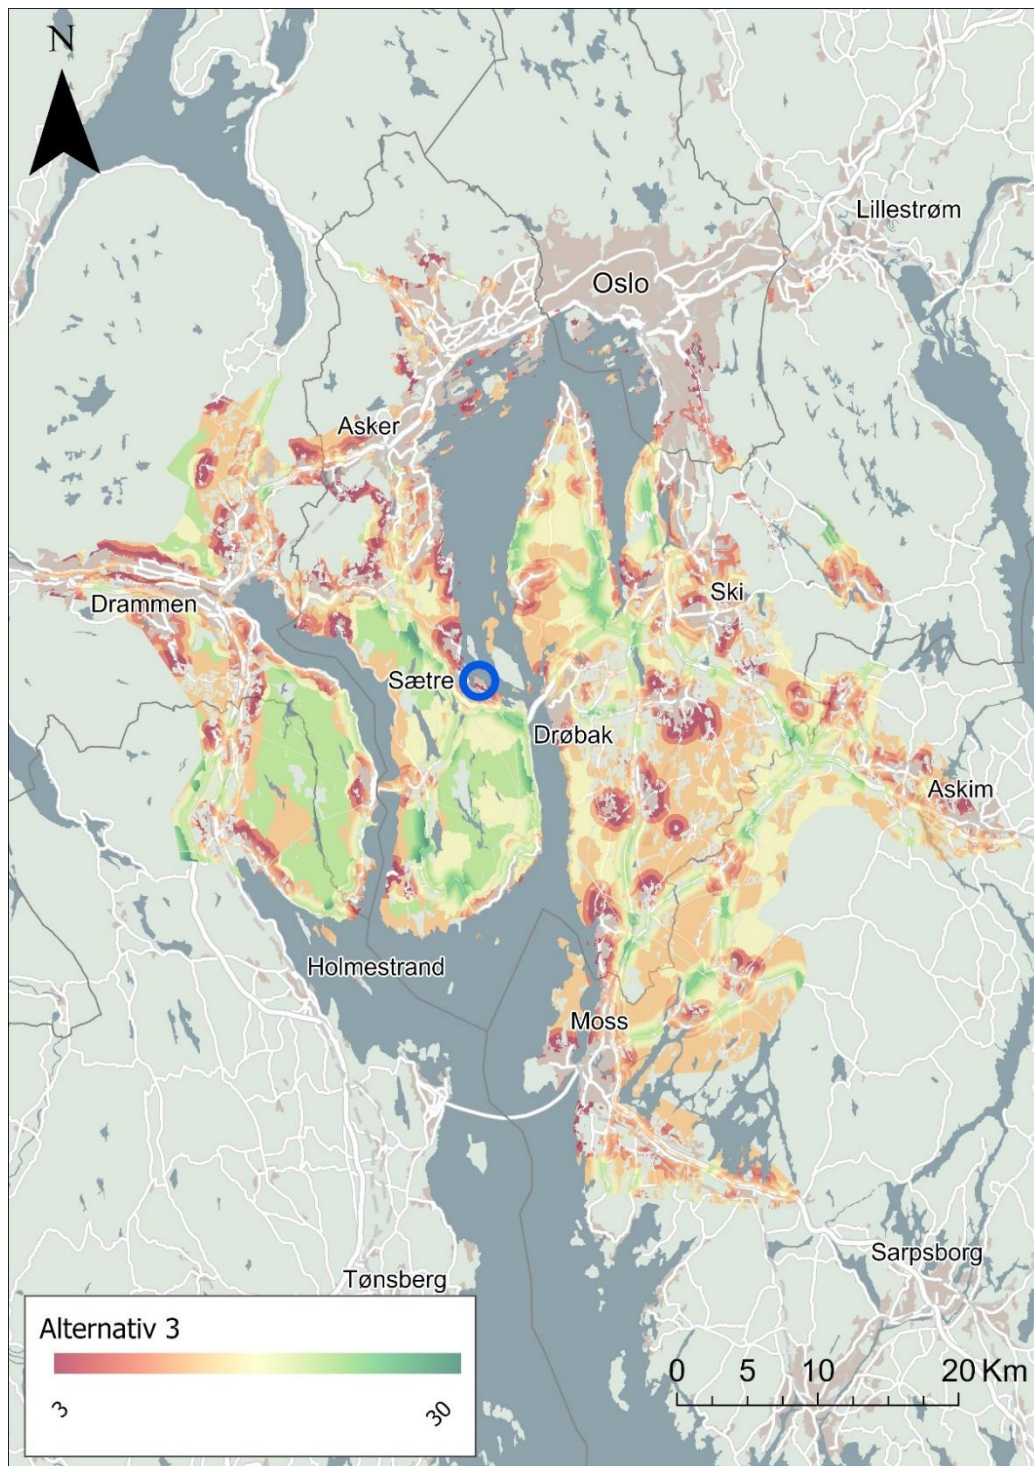 N
Lillestrøm
Oslo
Asker
Drammen
Ski
Sætre
Drøbak
Askim
Holmestrand
Moss
Sarpsborg
Tønsberg
Alternativ 3
3
30
0 5 10 20 Km